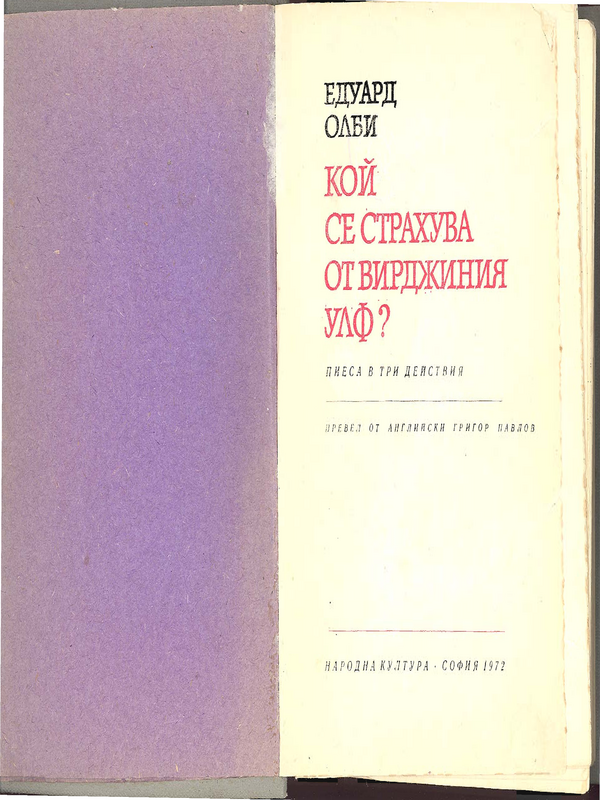 ЕДУАРД
ОЛБИ
КОЙ
СЕ СТРАХУВА
ОТ ВИРДЖИНИЯ
УЛФ?
ПИЕСА В ТРИ ДЕЙСТВИЯ
ПРЕВЕЛ ОТ АНГЛИЙСКИ ГРИГОР ПАВЛОВ
НАРОДНА КУЛТУРА · СОФИЯ 1972